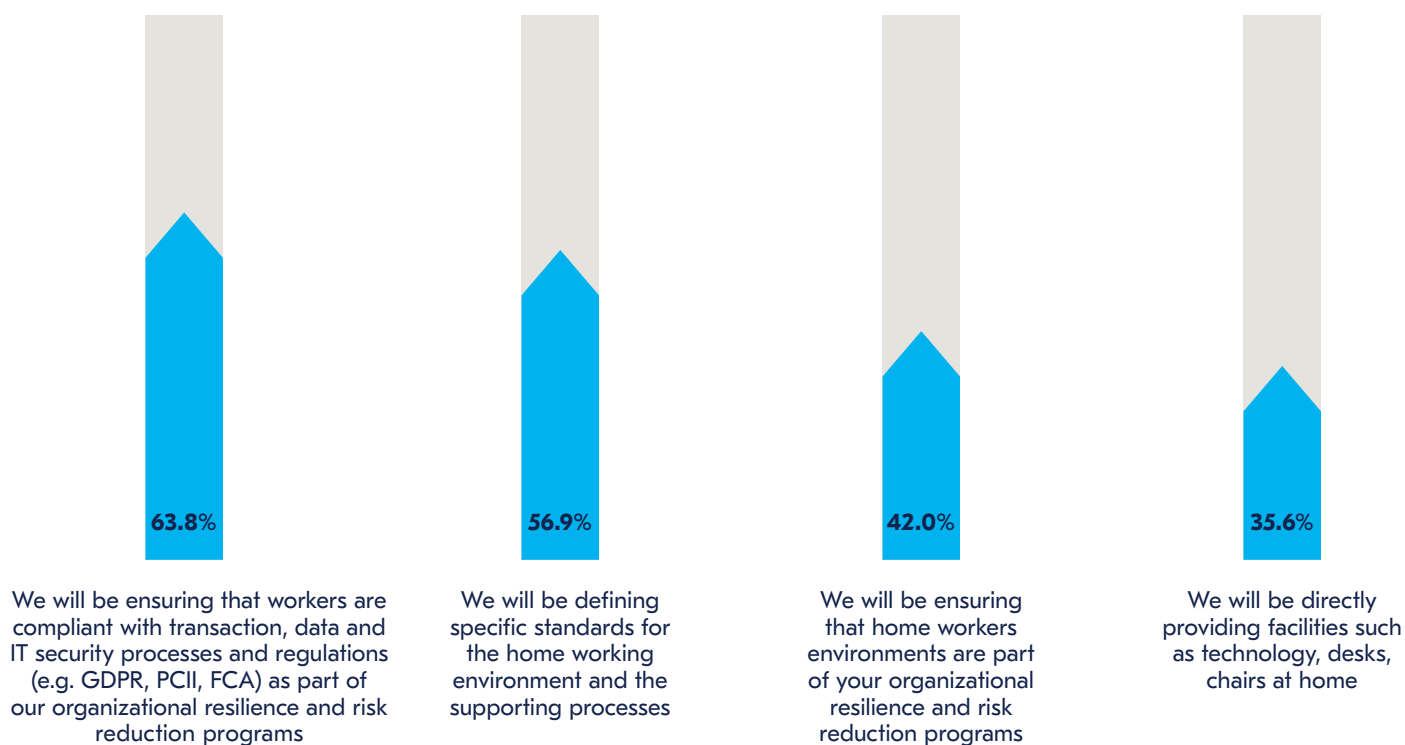 63.8%
56.9%
42.0%
35.6%
We will be ensuring that workers are
compliant with transaction, data and
IT security processes and regulations
(e.g. GDPR, PCII, FCA) as part of
our organizational resilience and risk
reduction programs
We will be defining
specific standards for
the home working
environment and the
supporting processes
We will be ensuring
that home workers
environments are part
of your organizational
resilience and risk
reduction programs
We will be directly
providing facilities such
as technology, desks,
chairs at home